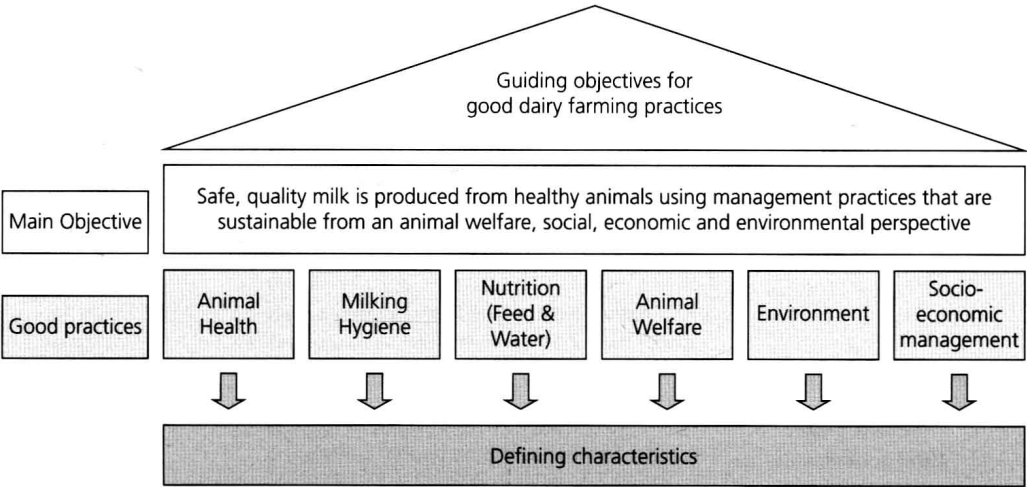 Guiding objectives for
good dairy farming practices
Main Objective
Safe, quality milk is produced from healthy animals using management practices that are
sustainable from an animal welfare, social, economic and environmental perspective
Good practices
Animal
Health
Milking
Hygiene
Nutrition
(Feed &
Water)
Animal
Welfare
Environment
Socio-
economic
management
Defining characteristics